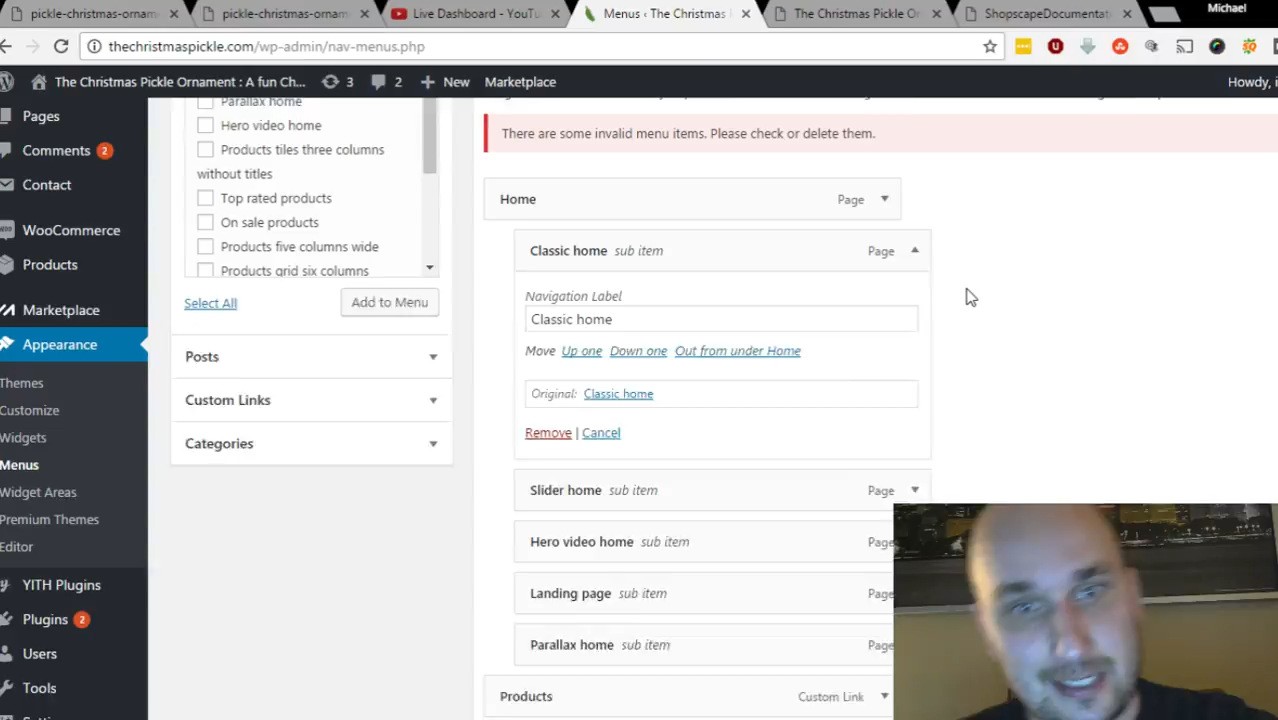 pickle-christmas-ornam
pickle-christmas-ornam
Live Dashboard - YouTu
Menus ‹ The Christmas
The Christmas Pickle Or
ShopscapeDocumentat
Michael
thechristmaspickle.com/wp-admin/nav-menus.php
The Christmas Pickle Ornament : A fun Ch... 3 2 New Marketplace Howdy, i
Pages
Comments 2
Contact
WooCommerce
Products
Marketplace
Appearance
Themes
Customize
Widgets
Menus
Widget Areas
Premium Themes
Editor
YITH Plugins
Plugins 2
Users
Tools
Parallax home
Hero video home
Products tiles three columns
without titles
Top rated products
On sale products
Products five columns wide
Products grid six columns
Select All Add to Menu
Posts
Custom Links
Categories
There are some invalid menu items. Please check or delete them.
Home Page
Classic home sub item Page
Navigation Label
Classic home
Move Up one Down one Out from under Home
Original: Classic home
Remove | Cancel
Slider home sub item Page
Hero video home sub item Page
Landing page sub item Page
Parallax home sub item Page
Products Custom Link